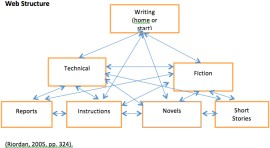 Web Structure
Writing
(home or
start)
Technical
Fiction
Reports
Instructions
Novels
Short
Stories
(Riordan, 2005, pp. 324).